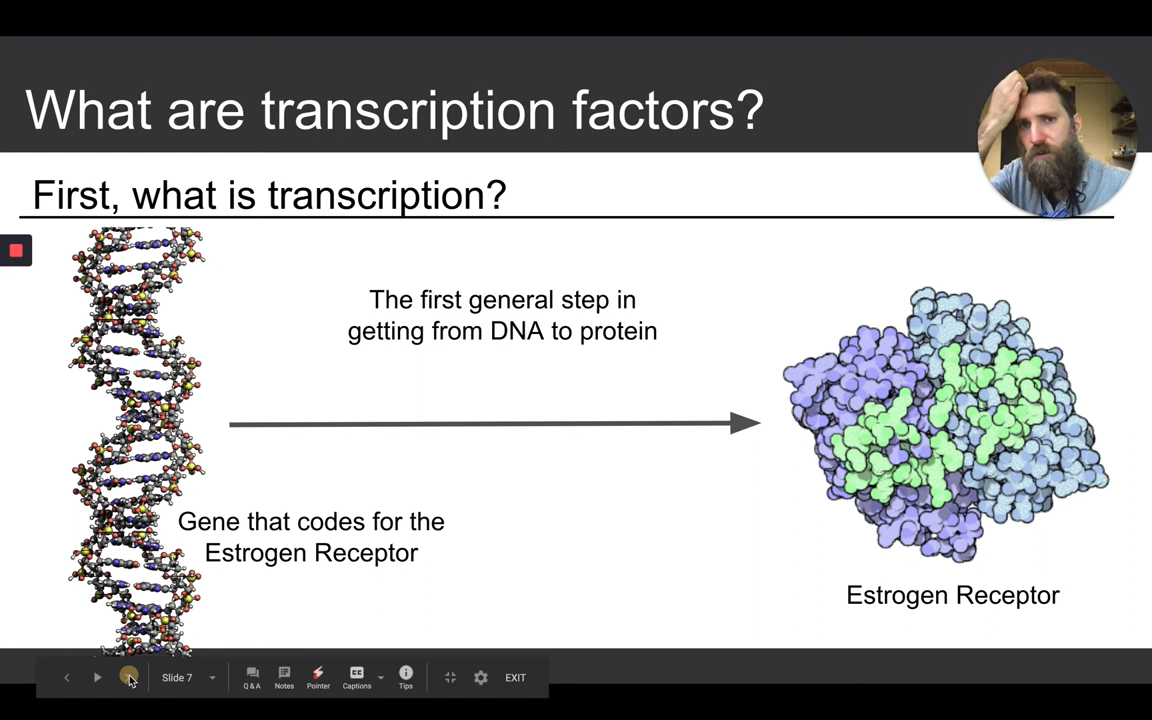 What are transcription factors?
First, what is transcription?
The first general step in
getting from DNA to protein
Gene that codes for the
Estrogen Receptor
Estrogen Receptor
Slide 7
Q & A
Notes
Pointer
CC
Captions
Tips
EXIT